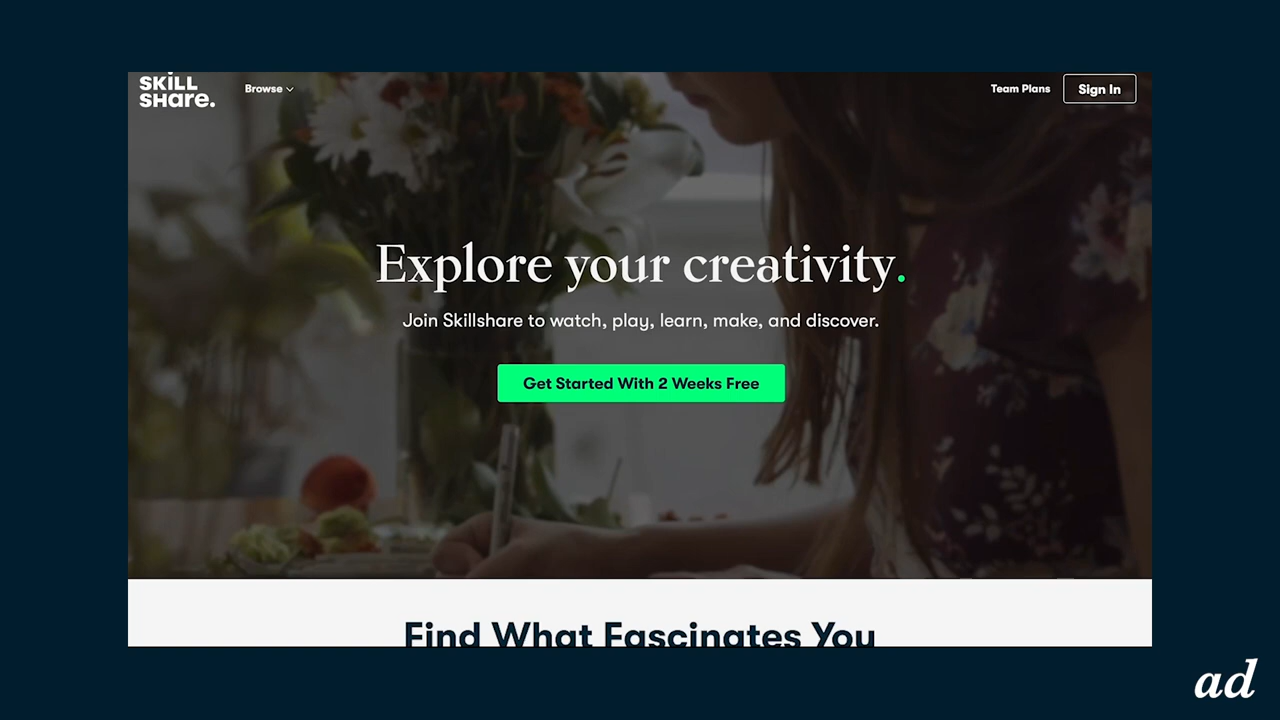 SKILL
SHare.
Browse
Team Plans
Sign In
Explore your creativity.
Join Skillshare to watch, play, learn, make, and discover.
Get Started With 2 Weeks Free
Find What Fascinates You
ad